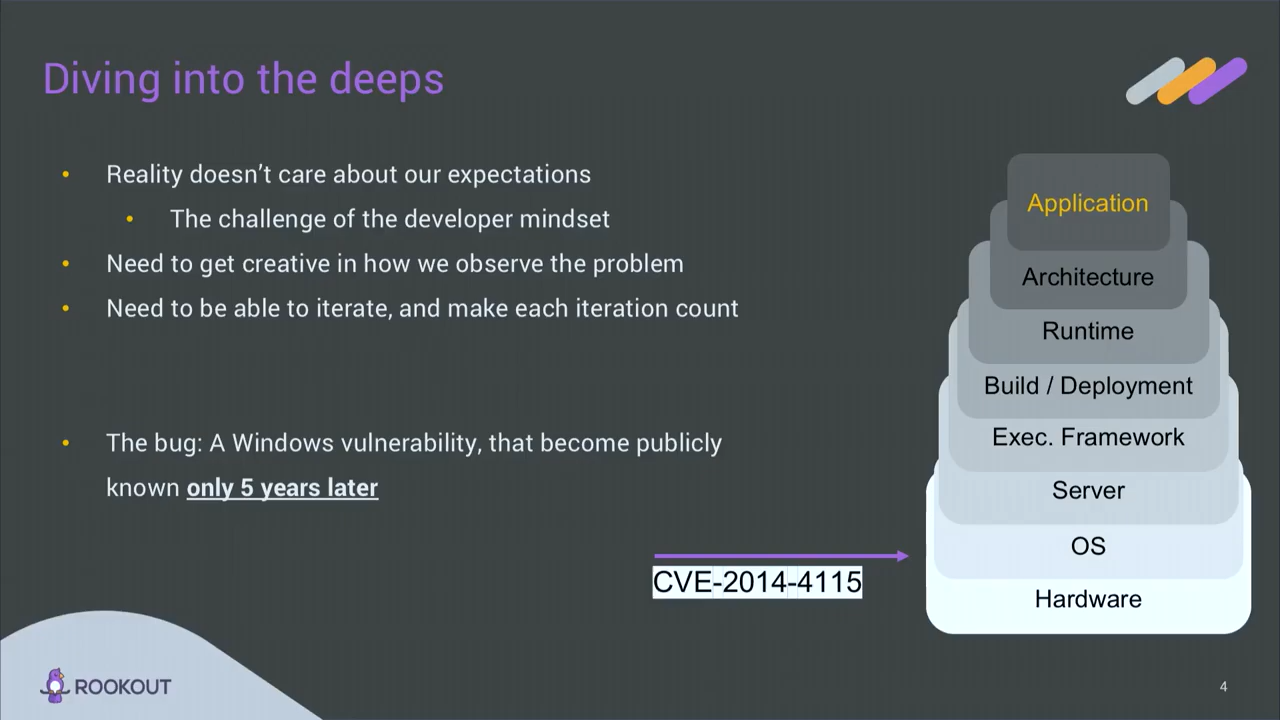 Diving into the deeps
• Reality doesn’t care about our expectations
• The challenge of the developer mindset
• Need to get creative in how we observe the problem
• Need to be able to iterate, and make each iteration count
• The bug: A Windows vulnerability, that become publicly
known only 5 years later
CVE-2014-4115
Application
Architecture
Runtime
Build / Deployment
Exec. Framework
Server
OS
Hardware
ROOKOUT
4